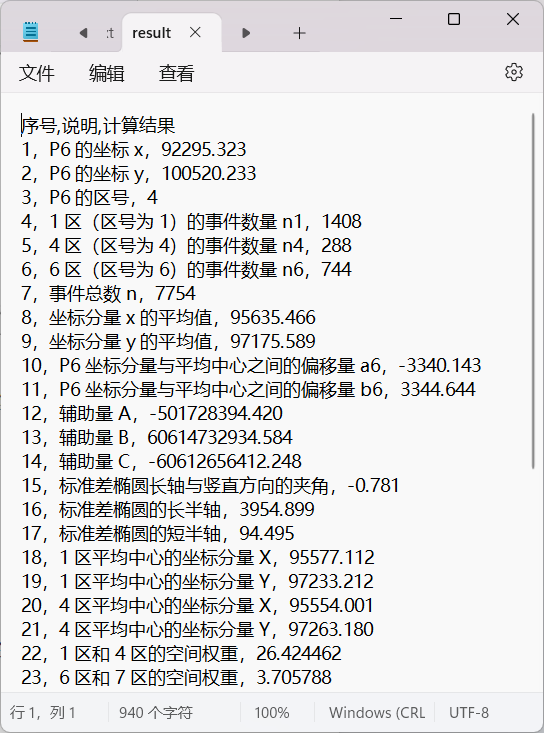 :t
result
文件
编辑
查看
序号,说明,计算结果
1，P6 的坐标 x，92295.323
2，P6 的坐标 y，100520.233
3，P6 的区号，4
4，1 区（区号为 1）的事件数量 n1，1408
5，4 区（区号为 4）的事件数量 n4，288
6，6 区（区号为 6）的事件数量 n6，744
7，事件总数 n，7754
8，坐标分量 x 的平均值，95635.466
9，坐标分量 y 的平均值，97175.589
10，P6 坐标分量与平均中心之间的偏移量 a6，-3340.143
11，P6 坐标分量与平均中心之间的偏移量 b6，3344.644
12，辅助量 A，-501728394.420
13，辅助量 B，60614732934.584
14，辅助量 C，-60612656412.248
15，标准差椭圆长轴与竖直方向的夹角，-0.781
16，标准差椭圆的长半轴，3954.899
17，标准差椭圆的短半轴，94.495
18，1 区平均中心的坐标分量 X，95577.112
19，1 区平均中心的坐标分量 Y，97233.212
20，4 区平均中心的坐标分量 X，95554.001
21，4 区平均中心的坐标分量 Y，97263.180
22，1 区和 4 区的空间权重，26.424462
23，6 区和 7 区的空间权重，3.705788
行 1，列 1
940 个字符
100%
Windows (CRL
UTF-8